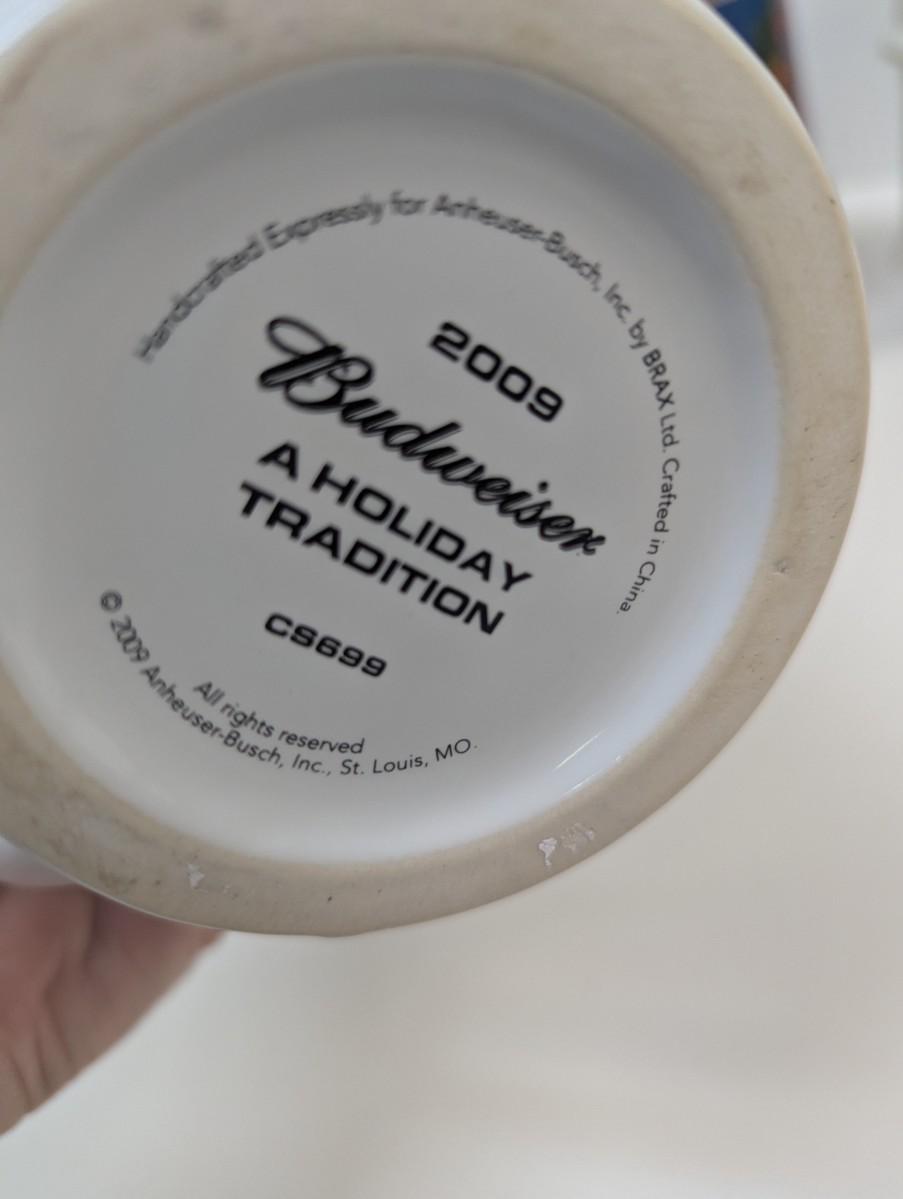 Handcrafted Expressly for Anheuser-Busch, Inc. by BRAX Ltd. Crafted in China.
2009
Budweiser
A HOLIDAY
TRADITION
CS699
All rights reserved
© 2009 Anheuser-Busch, Inc., St. Louis, MO.